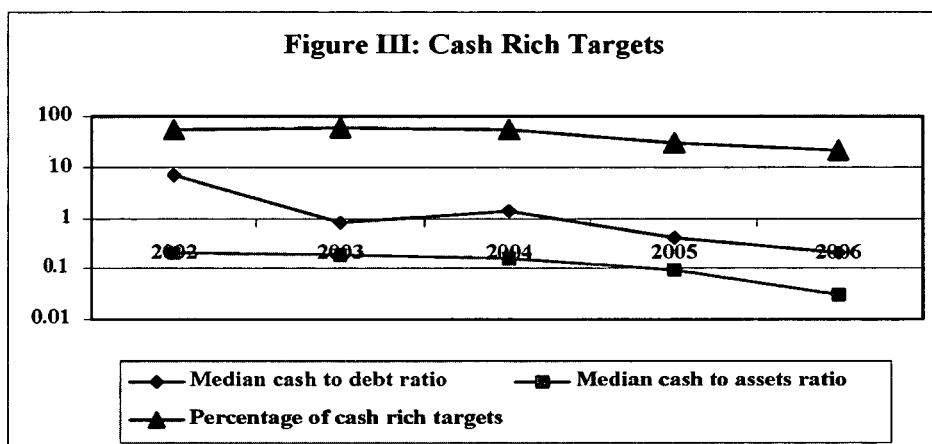 Figure III: Cash Rich Targets
100
10
1
2002 2003 2004 2005 2006
0.1
0.01
Median cash to debt ratio Median cash to assets ratio
Percentage of cash rich targets